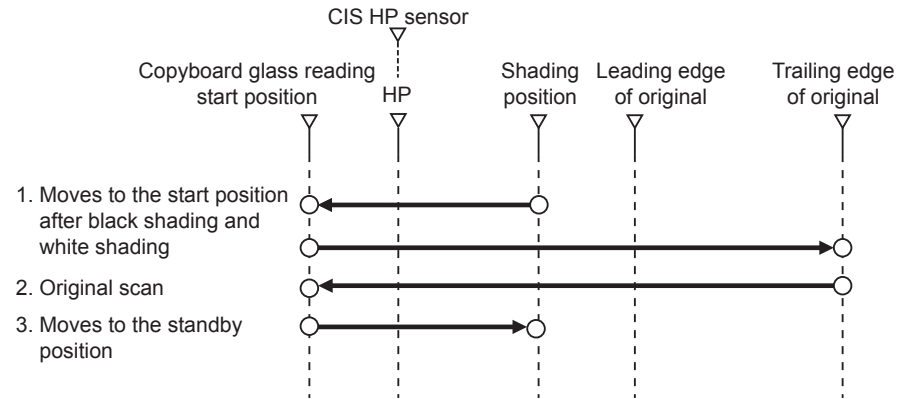 CIS HP sensor
Copyboard glass reading
start position
HP
Shading
position
Leading edge
of original
Trailing edge
of original
1. Moves to the start position
after black shading and
white shading
2. Original scan
3. Moves to the standby
position